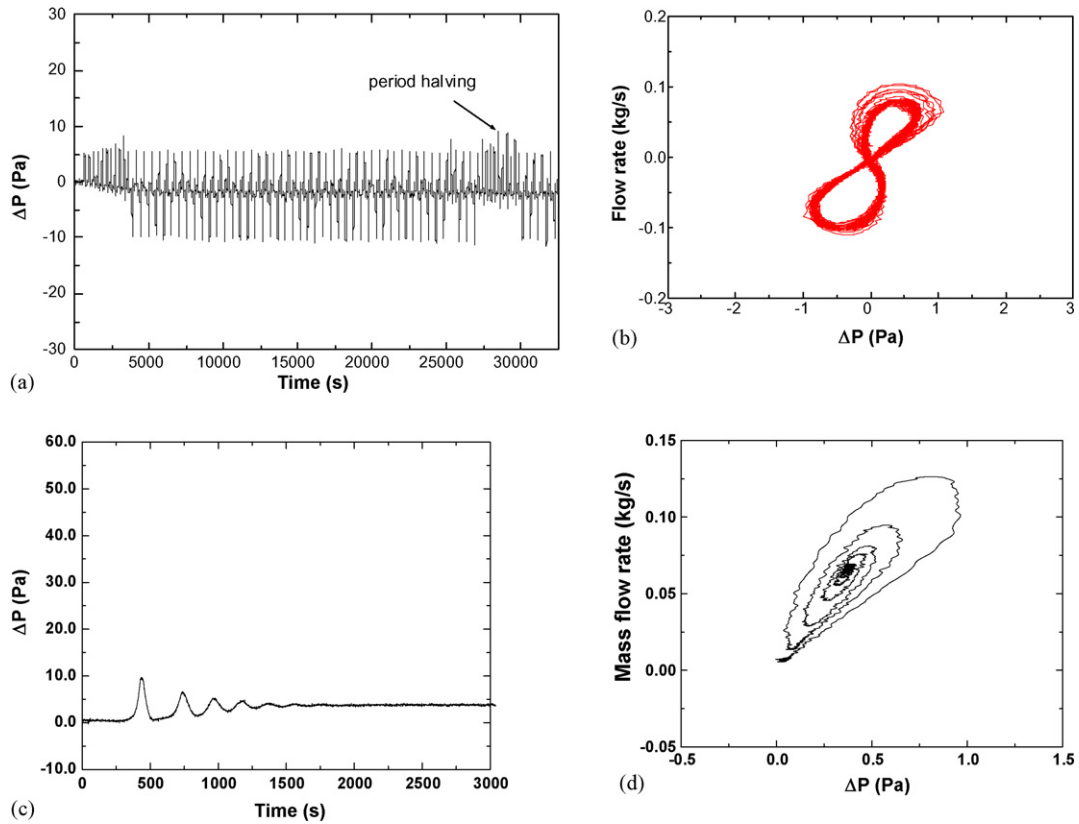 30
20
10
0
-10
-20
-30
ΔP (Pa)
period halving
0 5000 10000 15000 20000 25000 30000
Time (s)
(a)
0.2
0.1
0.0
-0.1
-0.2
Flow rate (kg/s)
-3 -2 -1 0 1 2 3
ΔP (Pa)
(b)
60.0
50.0
40.0
30.0
20.0
10.0
0.0
-10.0
ΔP (Pa)
0 500 1000 1500 2000 2500 3000
Time (s)
(c)
0.15
0.10
0.05
0.00
-0.05
Mass flow rate (kg/s)
-0.5 0.0 0.5 1.0 1.5
ΔP (Pa)
(d)